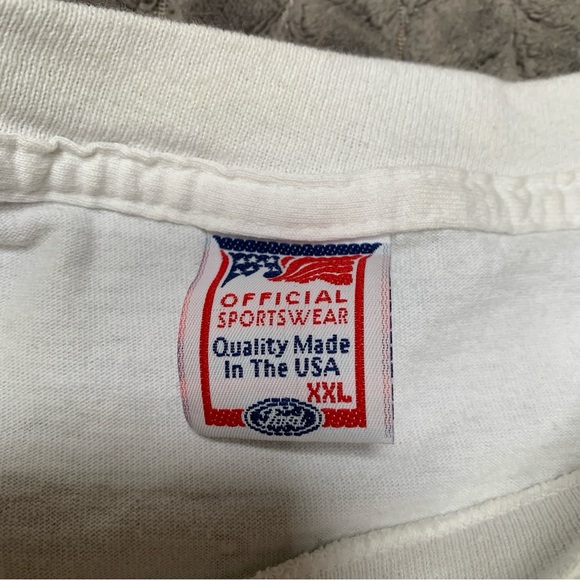 OFFICIAL
SPORTSWEAR
Quality Made
In The USA
XXL